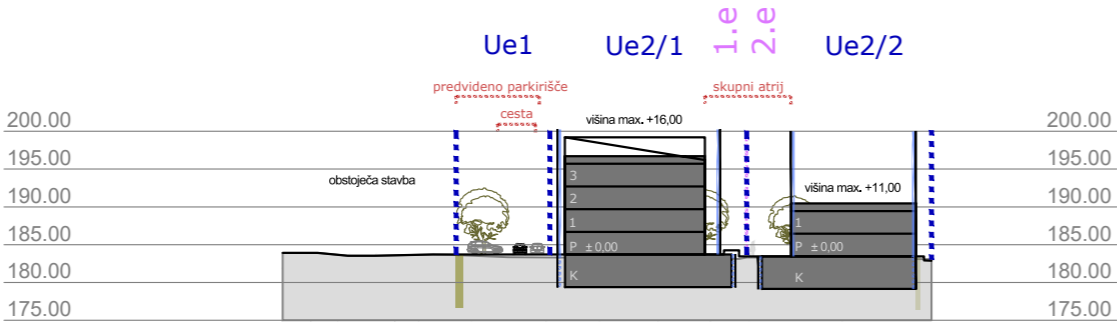 Ue1 Ue2/1 1.e 2.e Ue2/2
predvideno parkirišče skupni atrij
cesta
višina max. +16,00
200.00 200.00
195.00 195.00
obstoječa stavba 3
višina max. +11,00
190.00 2 190.00
1 1
185.00 P ±0,00 P ±0,00 185.00
180.00 K K 180.00
175.00 175.00